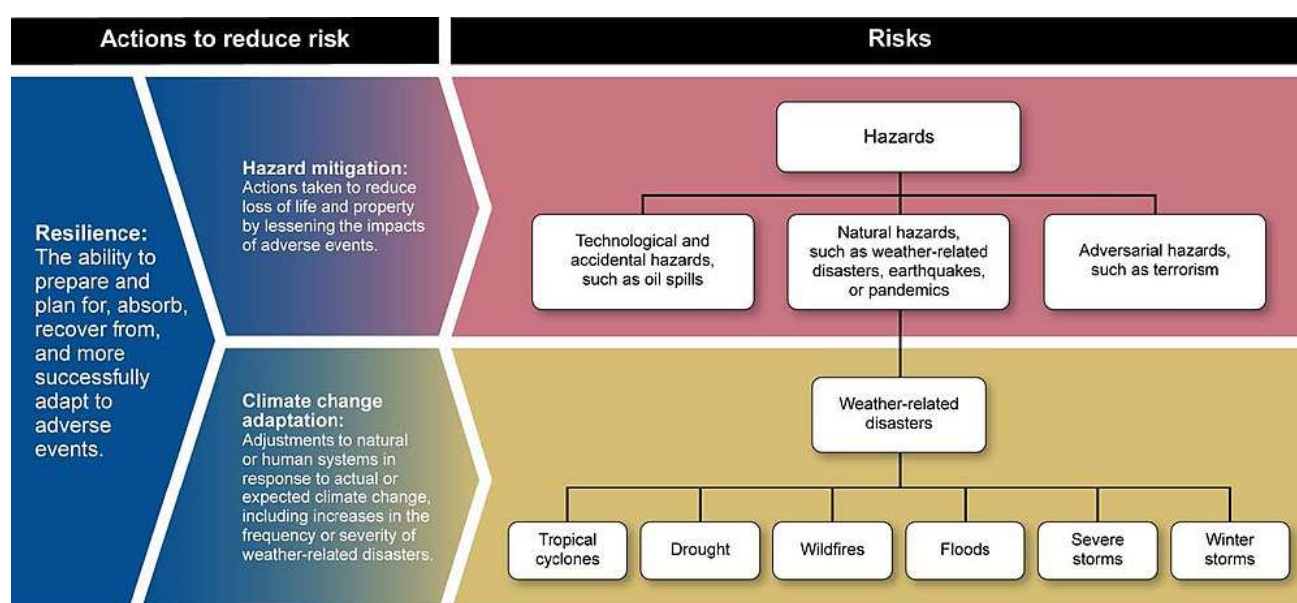 Actions to reduce risk
Risks
Resilience:
The ability to
prepare and
plan for, absorb,
recover from,
and more
successfully
adapt to
adverse
events.
Hazard mitigation:
Actions taken to reduce
loss of life and property
by lessening the impacts
of adverse events.
Climate change
adaptation:
Adjustments to natural
or human systems in
response to actual or
expected climate change,
including increases in the
frequency or severity of
weather-related disasters.
Hazards
Technological and
accidental hazards,
such as oil spills
Natural hazards,
such as weather-related
disasters, earthquakes,
or pandemics
Adversarial hazards,
such as terrorism
Weather-related
disasters
Tropical
cyclones
Drought
Wildfires
Floods
Severe
storms
Winter
storms